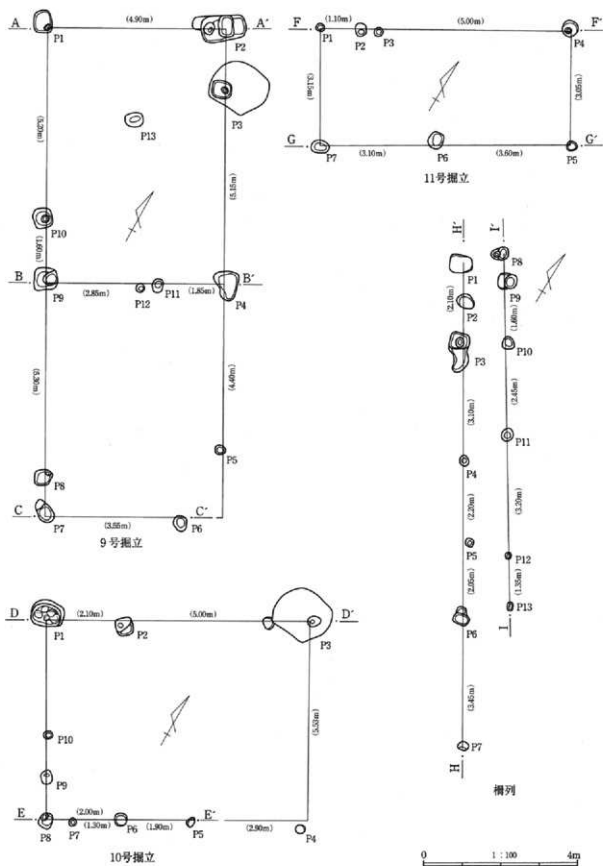 A (4.90m) A´
P1 P2
P3
P13
(5.20m)
(5.15m)
P10
(1.60m)
B (2.85m) (1.85m) B´
P9 P12 P11 P4
(5.30m)
(4.40m)
P5
P8
C (3.55m) C´
P7 P6
9号掘立
F (1.10m) (5.00m) F´
P1 P2 P3 P4
(3.15m)
(3.05m)
G (3.10m) (3.60m) G´
P7 P6 P5
11号掘立
D (2.10m) (5.00m) D´
P1 P2 P3
(5.53m)
P10
P9
E (2.00m) E´
(1.30m) (1.90m) (2.90m)
P8 P7 P6 P5 P4
10号掘立
H´ I´
P8
P1
P9
(2.10m)
P2
(1.60m)
P3 P10
(3.10m)
(2.45m)
P11
P4
(2.20m)
(3.20m)
P5
P12
(2.05m)
(1.35m)
P13
P6
I
(3.45m)
P7
H
柵列
0 1:100 4m